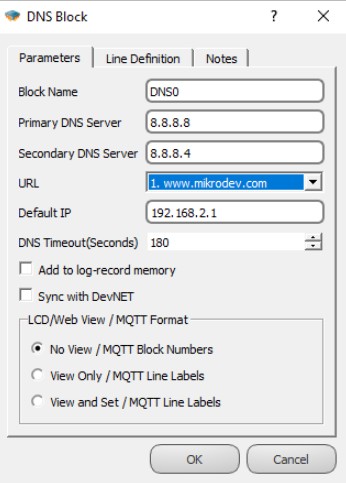 DNS Block
Parameters Line Definition Notes
Block Name DNS0
Primary DNS Server 8.8.8.8
Secondary DNS Server 8.8.8.4
URL 1. www.mikrodev.com
Default IP 192.168.2.1
DNS Timeout(Seconds) 180
Add to log-record memory
Sync with DevNET
LCD/Web View / MQTT Format
No View / MQTT Block Numbers
View Only / MQTT Line Labels
View and Set / MQTT Line Labels
OK Cancel